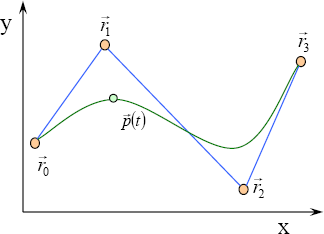 y
r⃗₁
r⃗₃
p⃗(t)
r⃗₀
r⃗₂
x